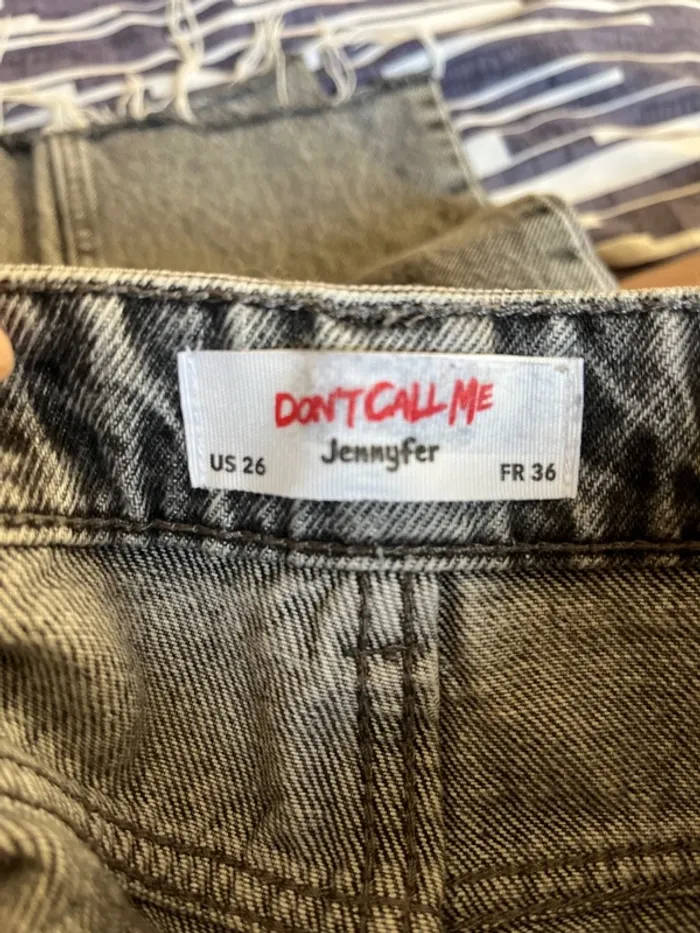 DON'T CALL ME
Jennyfer
US 26
FR 36